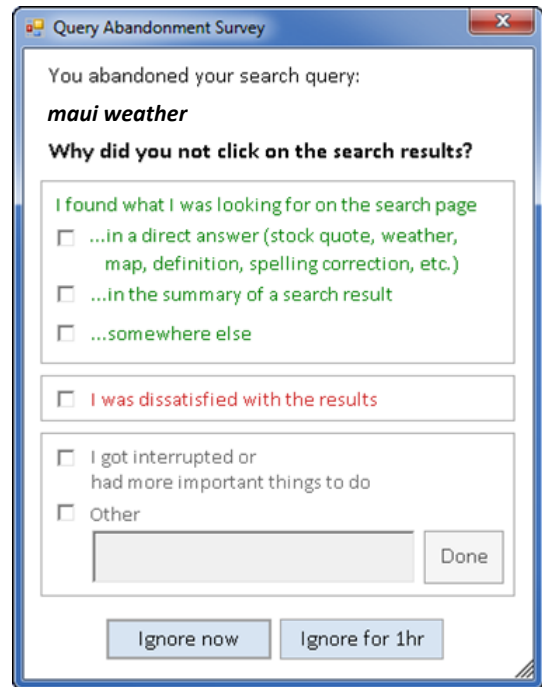 Query Abandonment Survey
You abandoned your search query:
maui weather
Why did you not click on the search results?
I found what I was looking for on the search page
...in a direct answer (stock quote, weather,
map, definition, spelling correction, etc.)
...in the summary of a search result
...somewhere else
I was dissatisfied with the results
I got interrupted or
had more important things to do
Other
Done
Ignore now
Ignore for 1hr